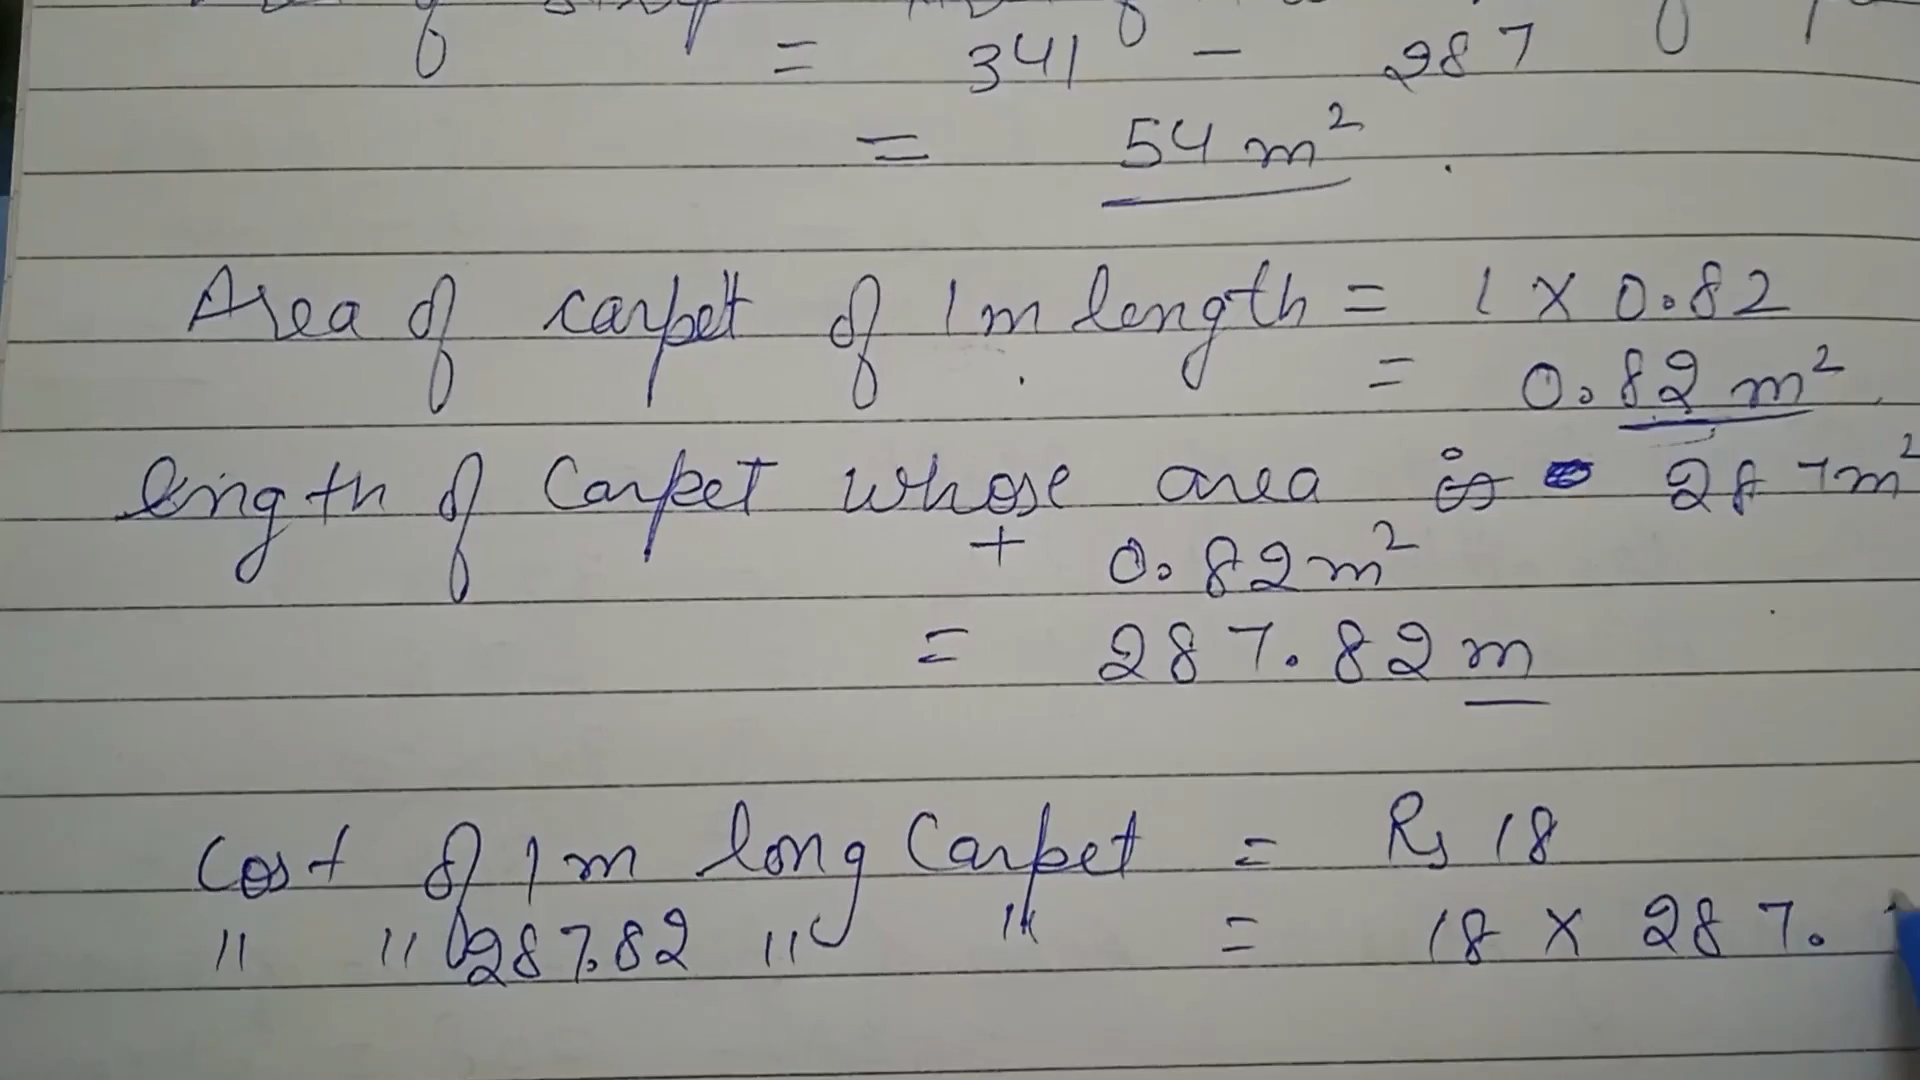 = 341 - 287
= 54 m²
Area of carpet of 1m length = 1 × 0.82
= 0.82 m²
length of Carpet whose area is 287m²
+ 0.82m²
= 287.82 m
Cost of 1m long Carpet = Rs 18
" " 287.82 " " = 18 × 287.